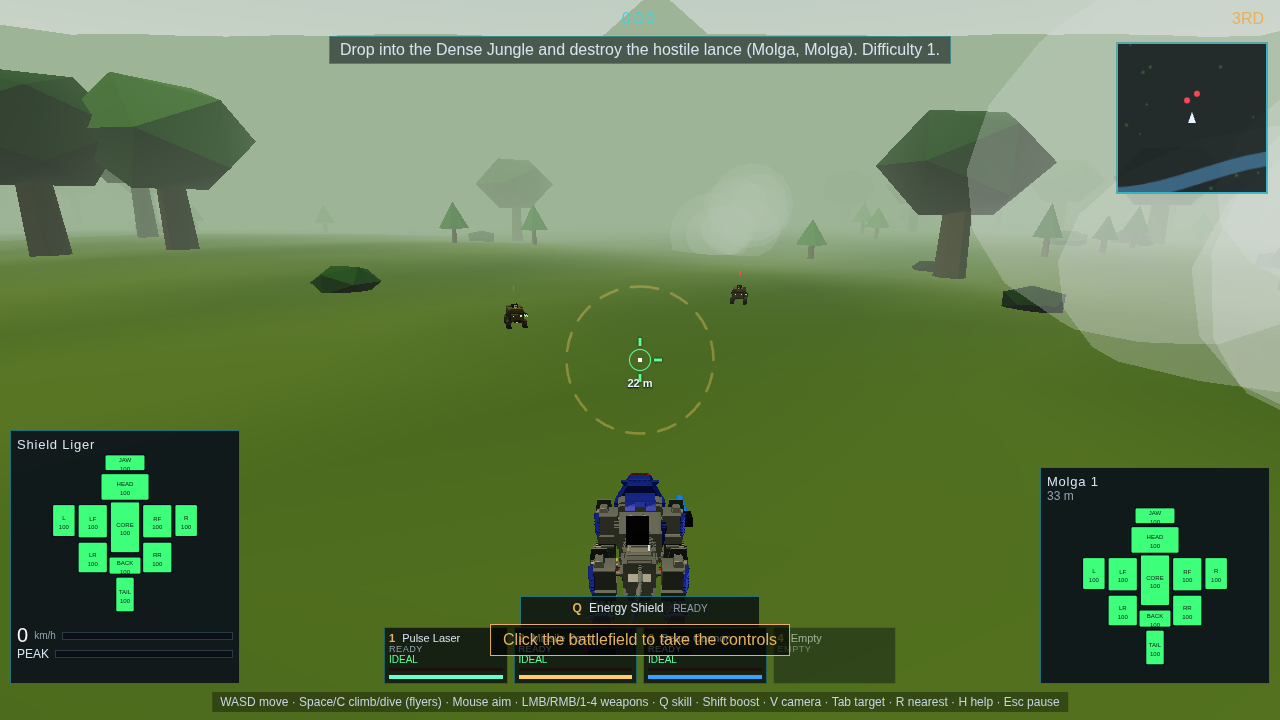 0.0.0
3RD
Drop into the Dense Jungle and destroy the hostile lance (Molga, Molga). Difficulty 1.
22 m
Shield Liger
JAW
100
HEAD
100
L
100
LF
100
CORE
100
RF
100
R
100
LR
100
BACK
100
RR
100
TAIL
100
0 km/h
PEAK
Molga 1
33 m
JAW
100
HEAD
100
L
100
LF
100
CORE
100
RF
100
R
100
LR
100
BACK
100
RR
100
TAIL
100
Q Energy Shield READY
Click the battlefield to take the controls
1 Pulse Laser
READY
IDEAL
READY
IDEAL
READY
IDEAL
4 Empty
EMPTY
WASD move · Space/C climb/dive (flyers) · Mouse aim · LMB/RMB/1-4 weapons · Q skill · Shift boost · V camera · Tab target · R nearest · H help · Esc pause